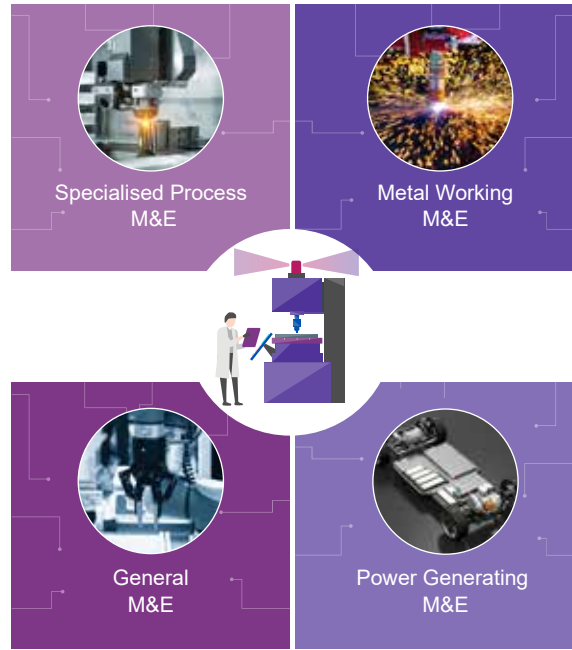 Specialised Process
M&E
Metal Working
M&E
General
M&E
Power Generating
M&E